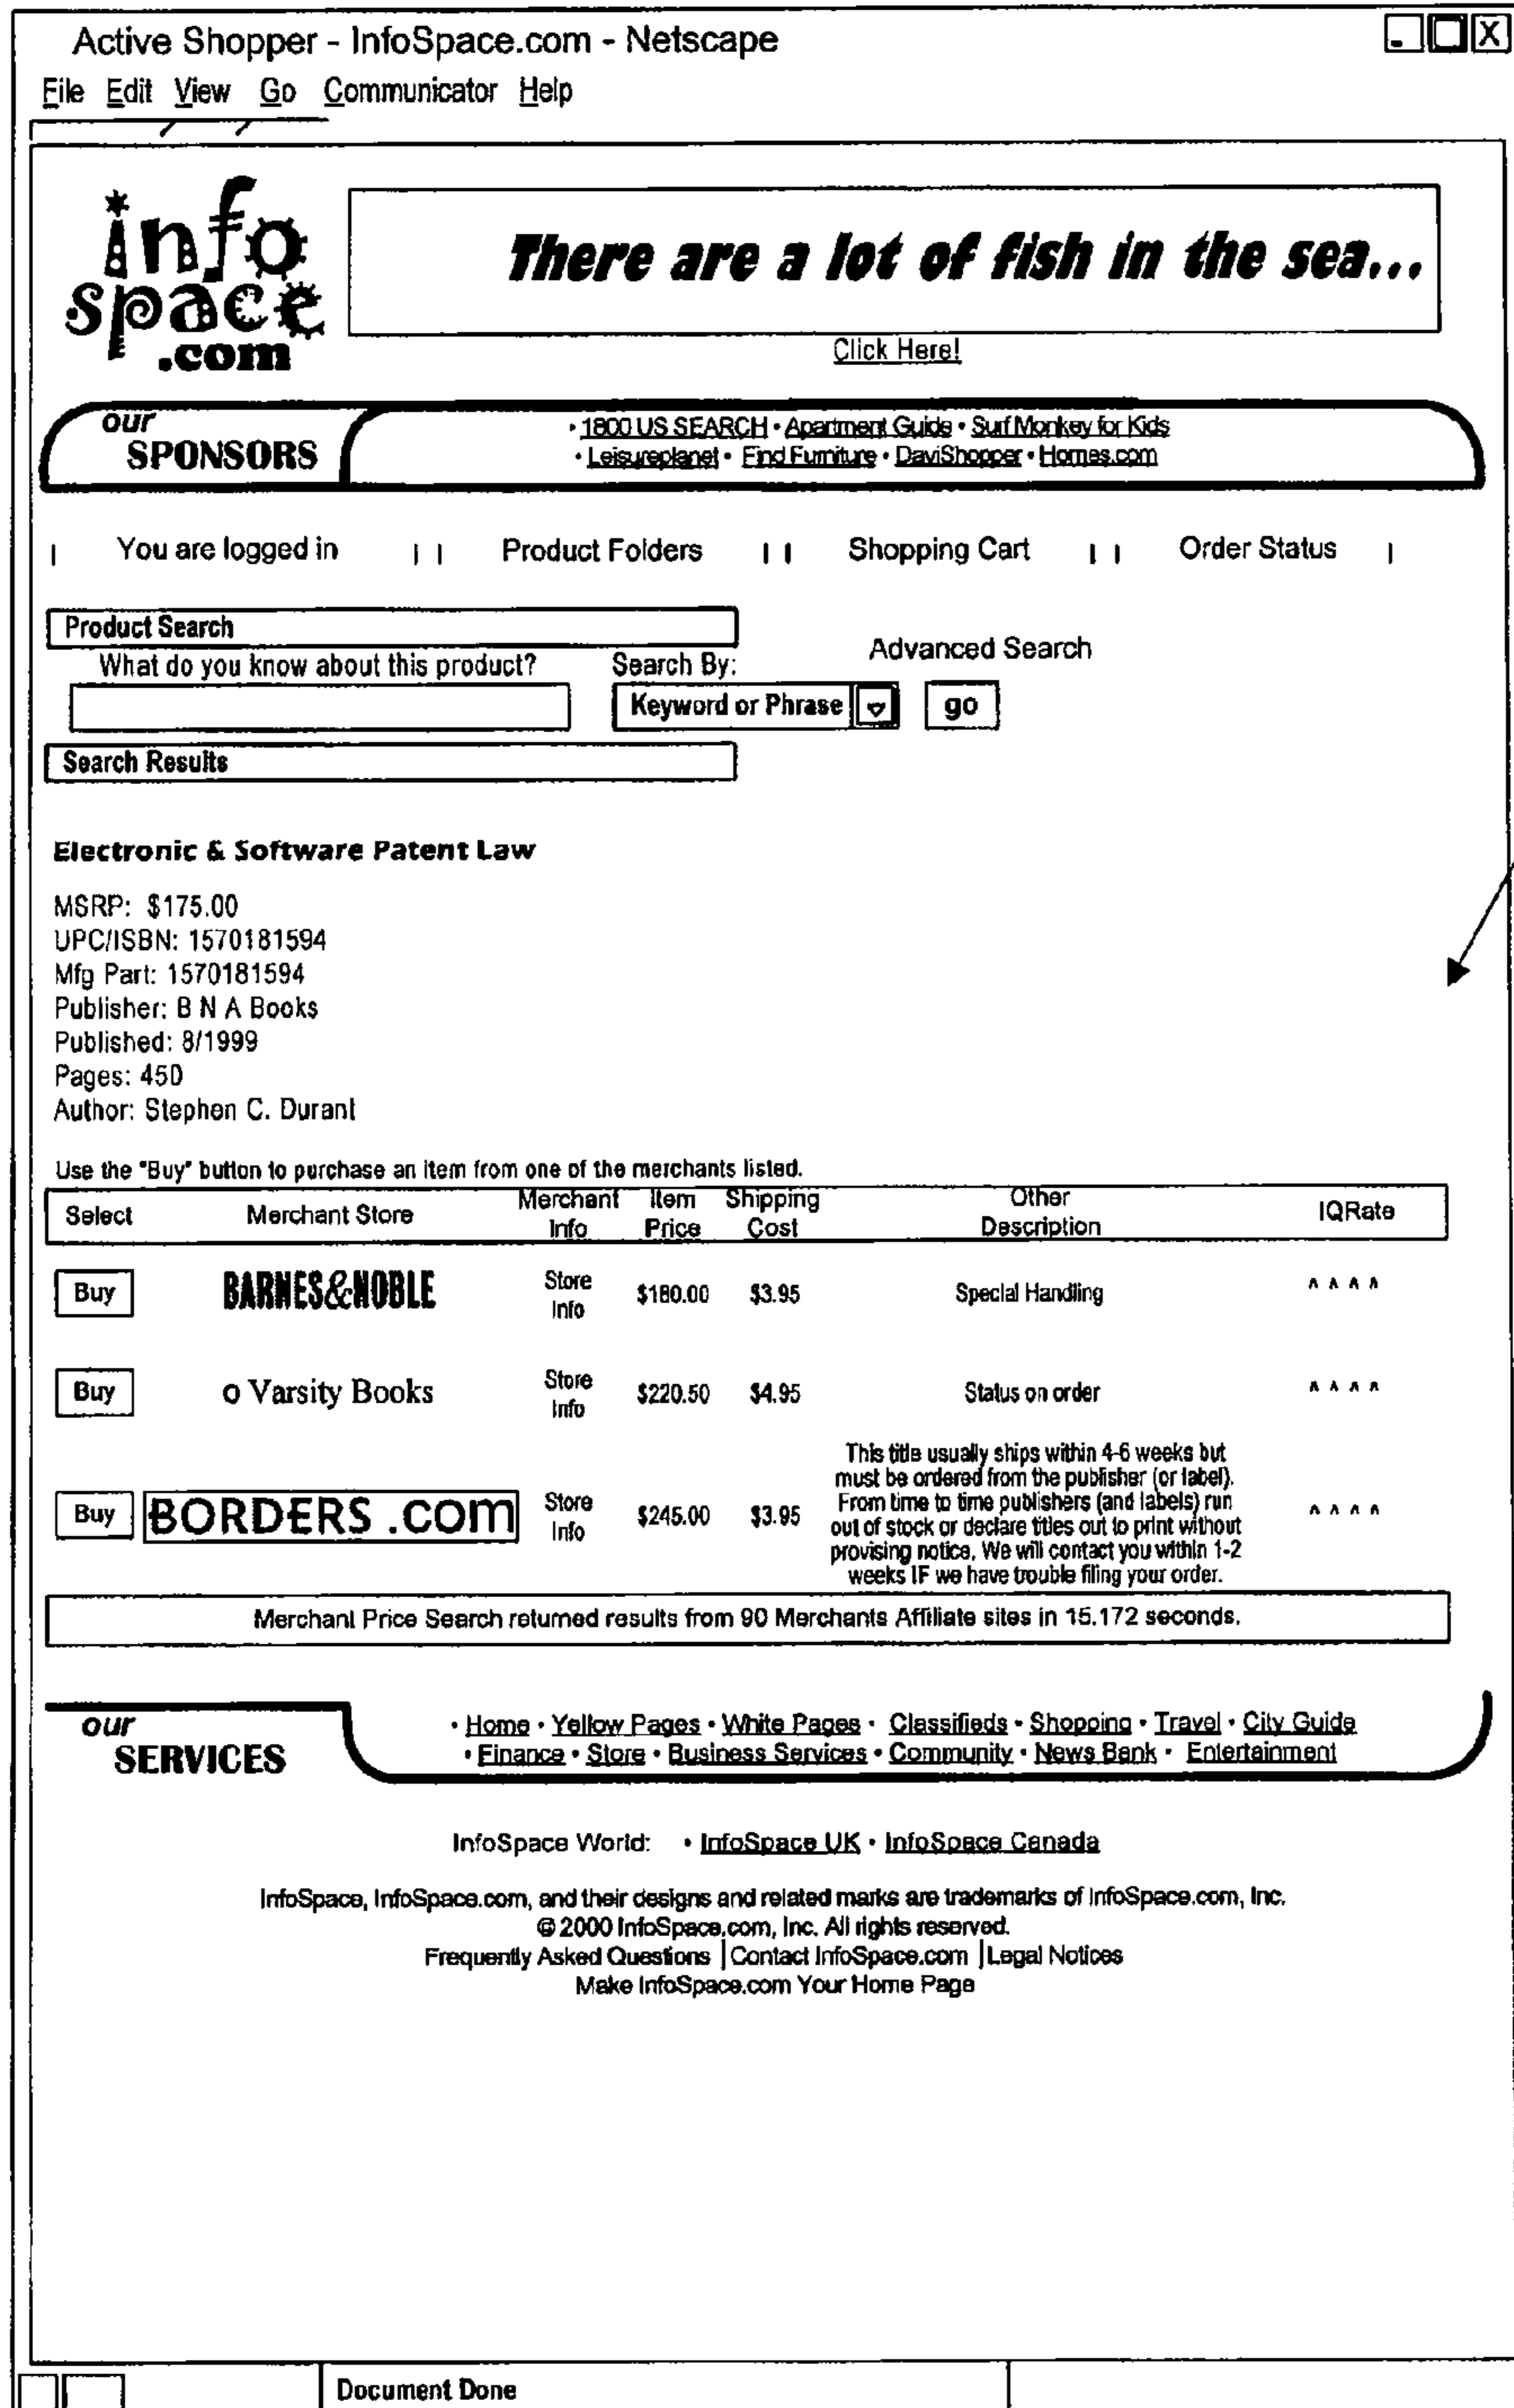 Active Shopper - InfoSpace.com - Netscape
File Edit View Go Communicator Help
info
space
.com
There are a lot of fish in the sea...
Click Here!
our
SPONSORS
• 1800 US SEARCH • Apartment Guide • Surf Monkey for Kids
• Leisureplanet • Find Furniture • DaviShopper • Homes.com
| You are logged in | | Product Folders | | Shopping Cart | | Order Status |
Product Search
Advanced Search
What do you know about this product? Search By:
Keyword or Phrase go
Search Results
Electronic & Software Patent Law
MSRP: $175.00
UPC/ISBN: 1570181594
Mfg Part: 1570181594
Publisher: B N A Books
Published: 8/1999
Pages: 450
Author: Stephen C. Durant
Use the "Buy" button to purchase an item from one of the merchants listed.
Select Merchant Store Merchant Info Item Price Shipping Cost Other Description IQRate
Buy BARNES&NOBLE Store Info $180.00 $3.95 Special Handling ^ ^ ^ ^
Buy o Varsity Books Store Info $220.50 $4.95 Status on order ^ ^ ^ ^
Buy BORDERS .com Store Info $245.00 $3.95
This title usually ships within 4-6 weeks but
must be ordered from the publisher (or label).
From time to time publishers (and labels) run
out of stock or declare titles out to print without
provising notice. We will contact you within 1-2
weeks IF we have trouble filing your order.
^ ^ ^ ^
Merchant Price Search returned results from 90 Merchants Affiliate sites in 15.172 seconds.
our
SERVICES
• Home • Yellow Pages • White Pages • Classifieds • Shopping • Travel • City Guide
• Finance • Store • Business Services • Community • News Bank • Entertainment
InfoSpace World: • InfoSpace UK • InfoSpace Canada
InfoSpace, InfoSpace.com, and their designs and related marks are trademarks of InfoSpace.com, Inc.
© 2000 InfoSpace.com, Inc. All rights reserved.
Frequently Asked Questions | Contact InfoSpace.com | Legal Notices
Make InfoSpace.com Your Home Page
Document Done